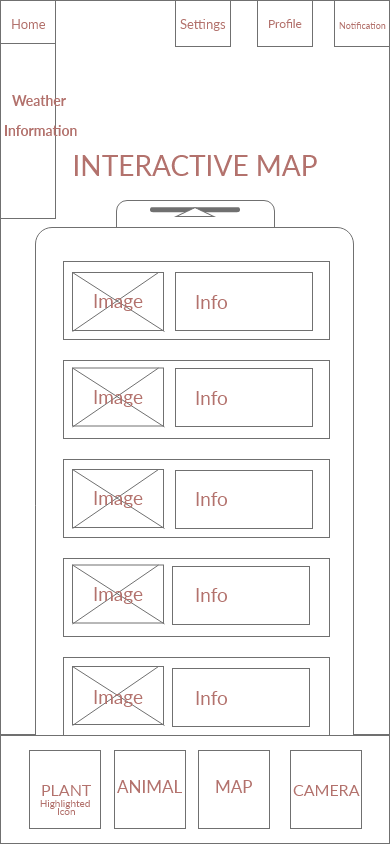 Home
Settings
Profile
Notification
Weather
Information
INTERACTIVE MAP
Image
Info
Image
Info
Image
Info
Image
Info
Image
Info
PLANT
Highlighted
Icon
ANIMAL
MAP
CAMERA